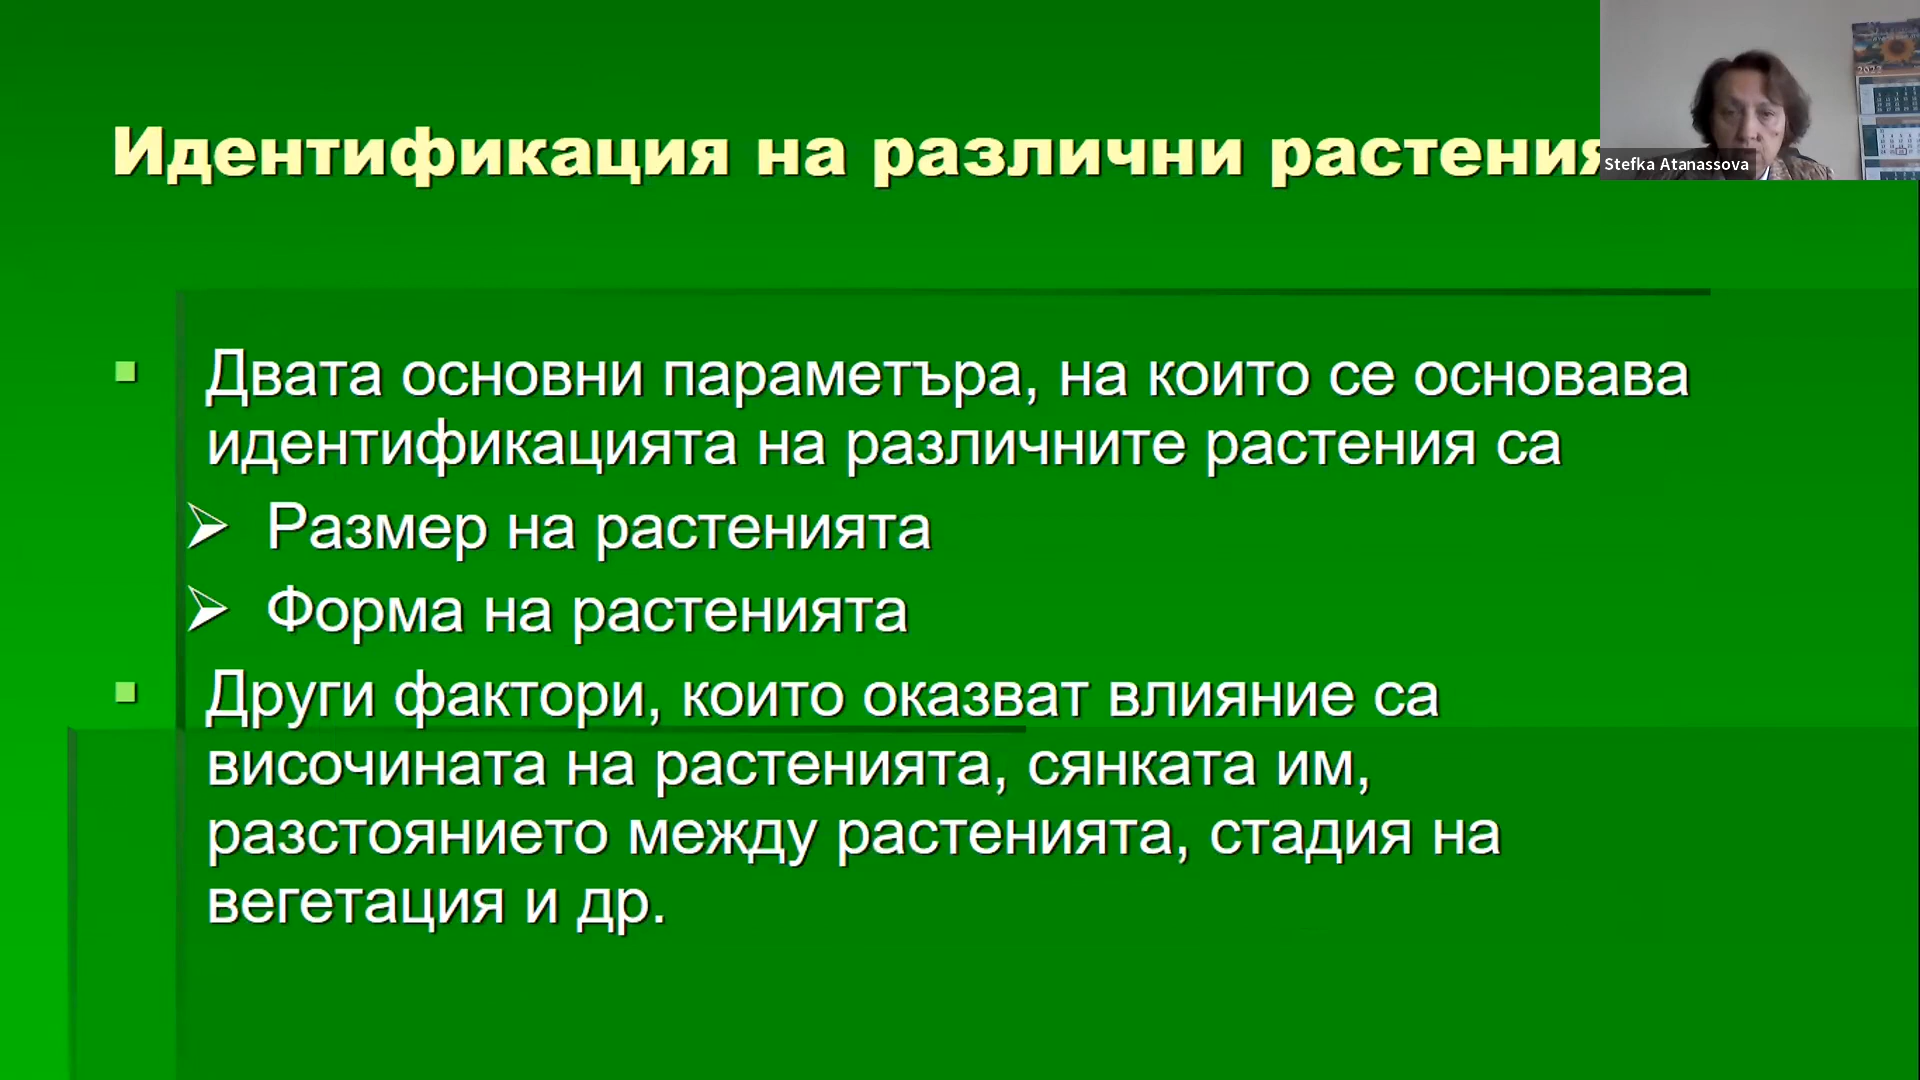 Идентификация на различни растения
Stefka Atanassova
2022
Двата основни параметъра, на които се основава
идентификацията на различните растения са
Размер на растенията
Форма на растенията
Други фактори, които оказват влияние са
височината на растенията, сянката им,
разстоянието между растенията, стадия на
вегетация и др.